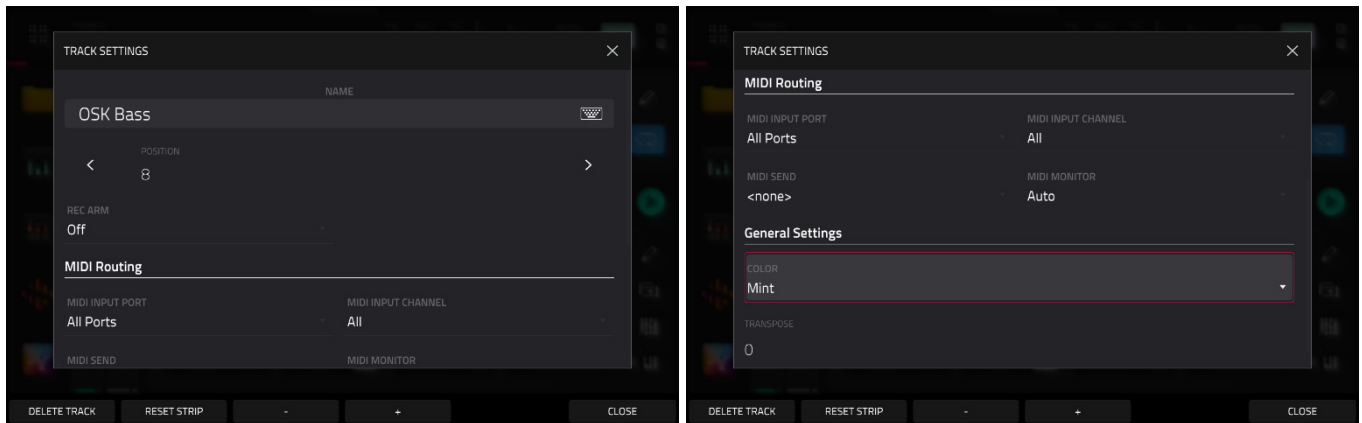 TRACK SETTINGS
NAME
OSK Bass
POSITION
8
REC ARM
Off
MIDI Routing
MIDI INPUT PORT MIDI INPUT CHANNEL
All Ports All
MIDI SEND MIDI MONITOR
DELETE TRACK RESET STRIP - + CLOSE
TRACK SETTINGS
MIDI Routing
MIDI INPUT PORT MIDI INPUT CHANNEL
All Ports All
MIDI SEND MIDI MONITOR
<none> Auto
General Settings
COLOR
Mint
TRANSPOSE
0
DELETE TRACK RESET STRIP - + CLOSE